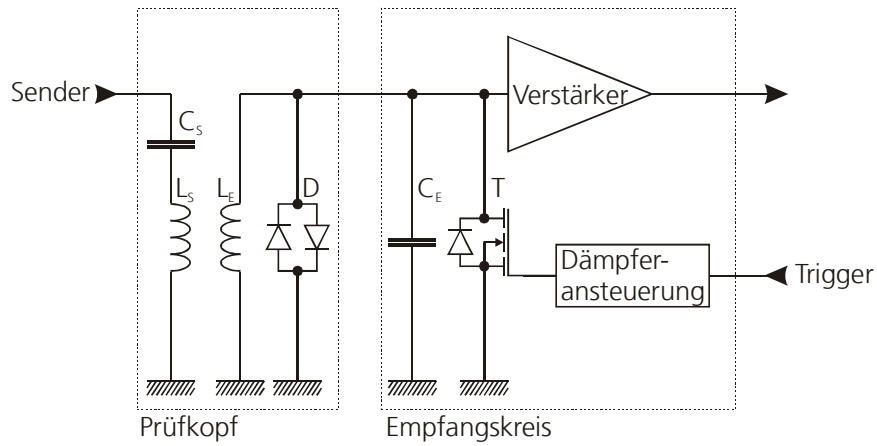 Sender
C_S
L_S
L_E
D
C_E
T
Verstärker
Dämpfer-
ansteuerung
Trigger
Prüfkopf
Empfangskreis